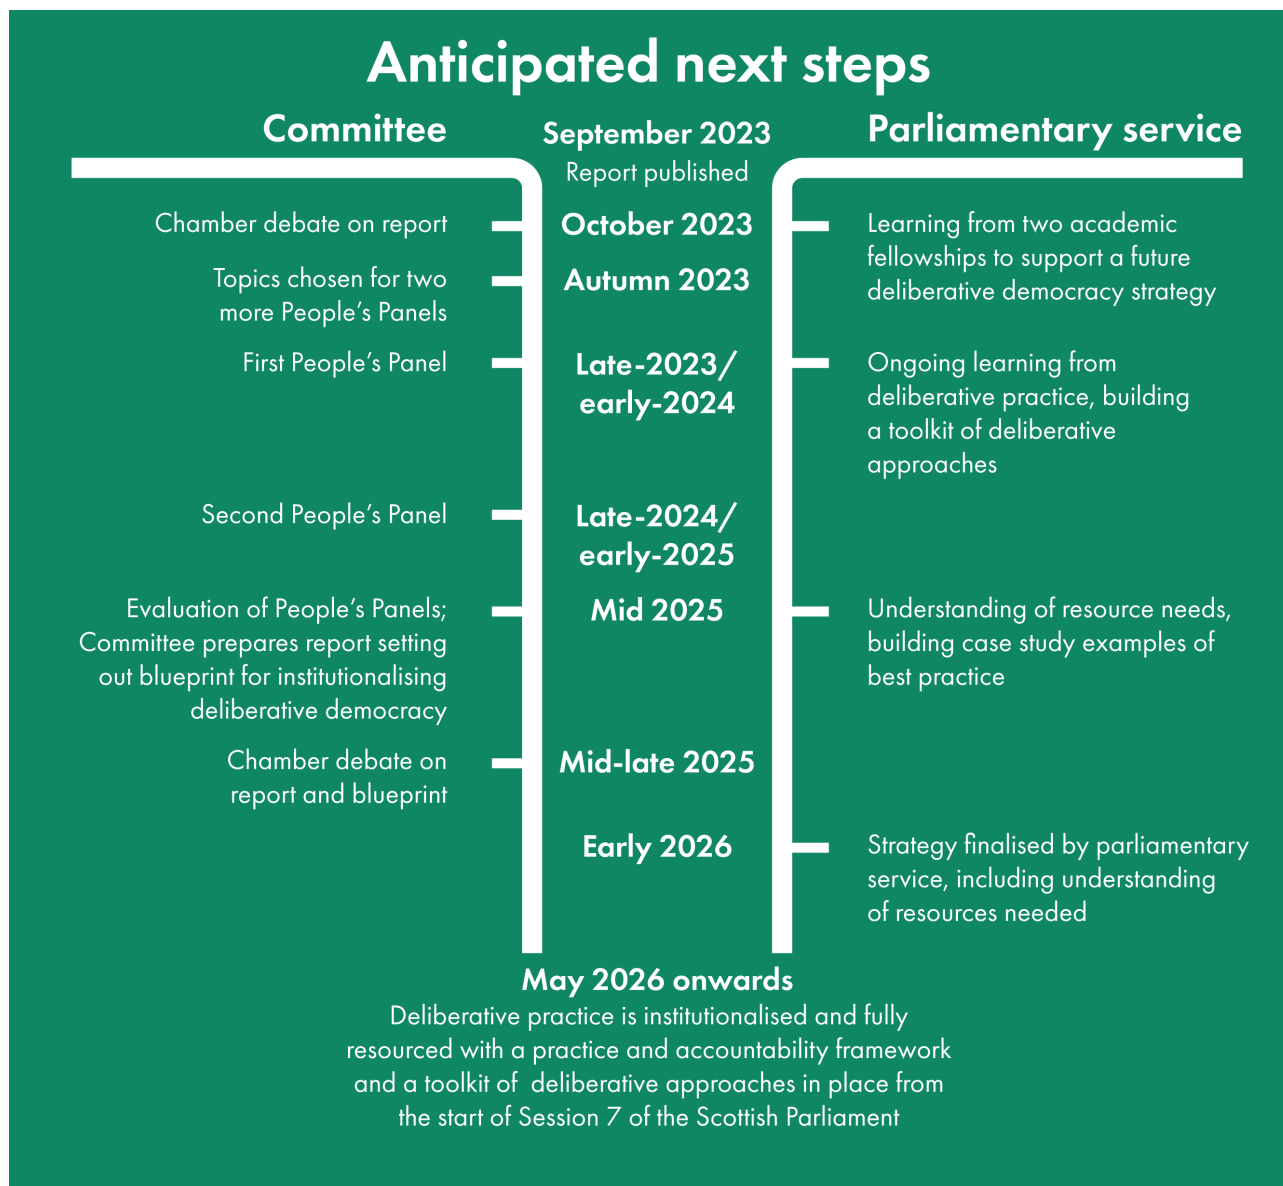 Anticipated next steps
Committee
September 2023
Report published
Parliamentary service
Chamber debate on report
October 2023
Learning from two academic
fellowships to support a future
deliberative democracy strategy
Topics chosen for two
more People’s Panels
Autumn 2023
First People’s Panel
Late-2023/
early-2024
Ongoing learning from
deliberative practice, building
a toolkit of deliberative
approaches
Second People’s Panel
Late-2024/
early-2025
Evaluation of People’s Panels;
Committee prepares report setting
out blueprint for institutionalising
deliberative democracy
Mid 2025
Understanding of resource needs,
building case study examples of
best practice
Chamber debate on
report and blueprint
Mid-late 2025
Early 2026
Strategy finalised by parliamentary
service, including understanding
of resources needed
May 2026 onwards
Deliberative practice is institutionalised and fully
resourced with a practice and accountability framework
and a toolkit of  deliberative approaches in place from
the start of Session 7 of the Scottish Parliament